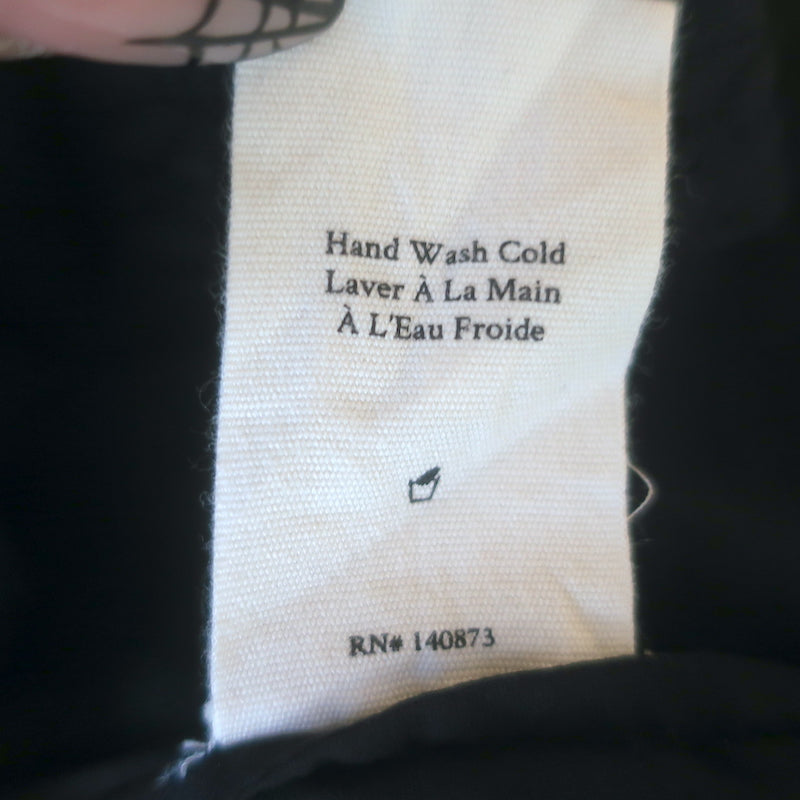 Hand Wash Cold
Laver À La Main
À L'Eau Froide
RN# 140873